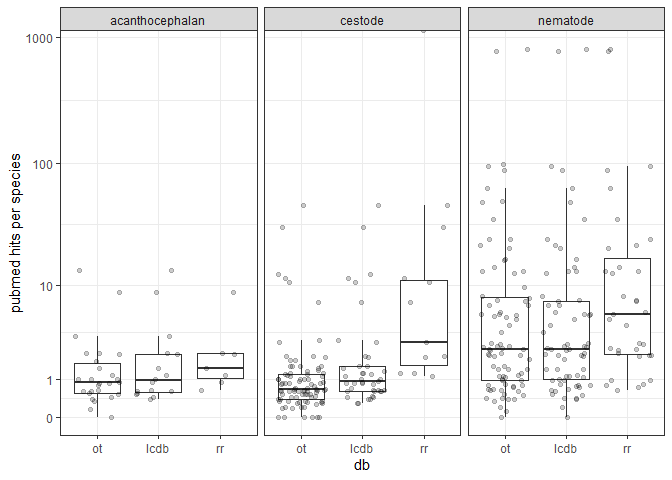 acanthocephalan cestode nematode
pubmed hits per species
1000
100
10
1
0
ot lcdb rr ot lcdb rr ot lcdb rr
db